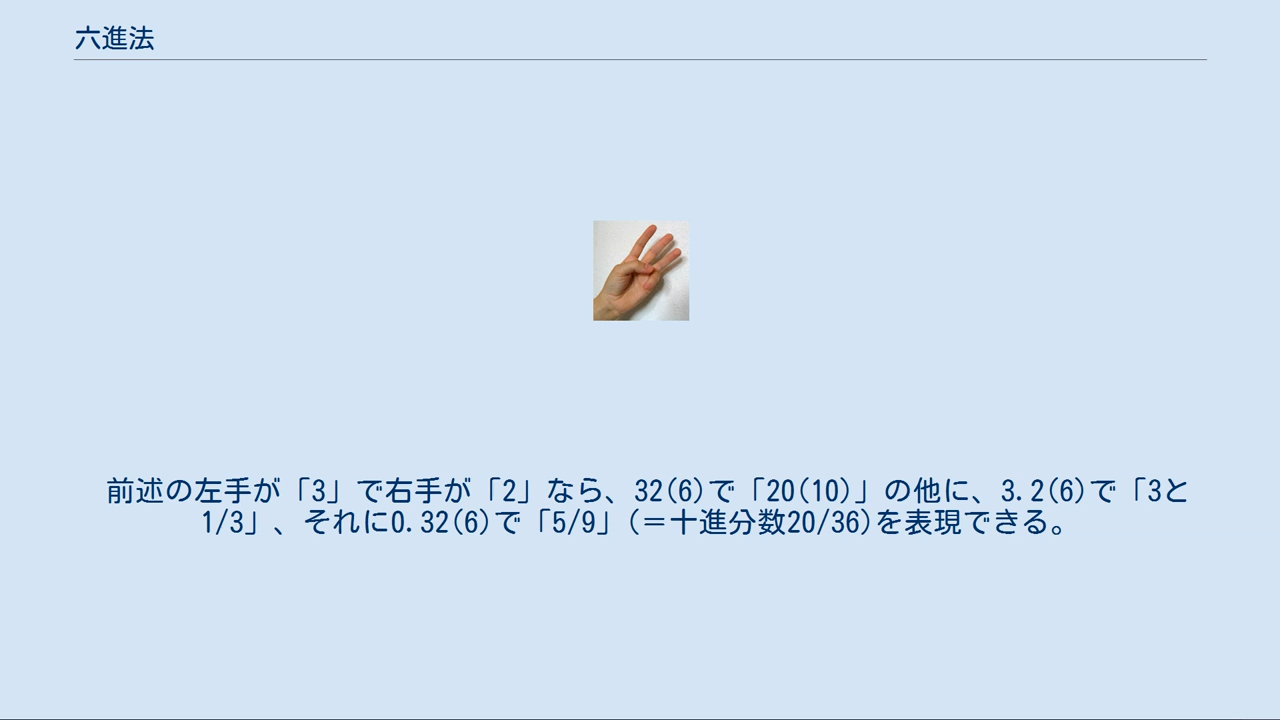 六進法
前述の左手が「3」で右手が「2」なら、32(6)で「20(10)」の他に、3.2(6)で「3と
1/3」、それに0.32(6)で「5/9」(＝十進分数20/36)を表現できる。